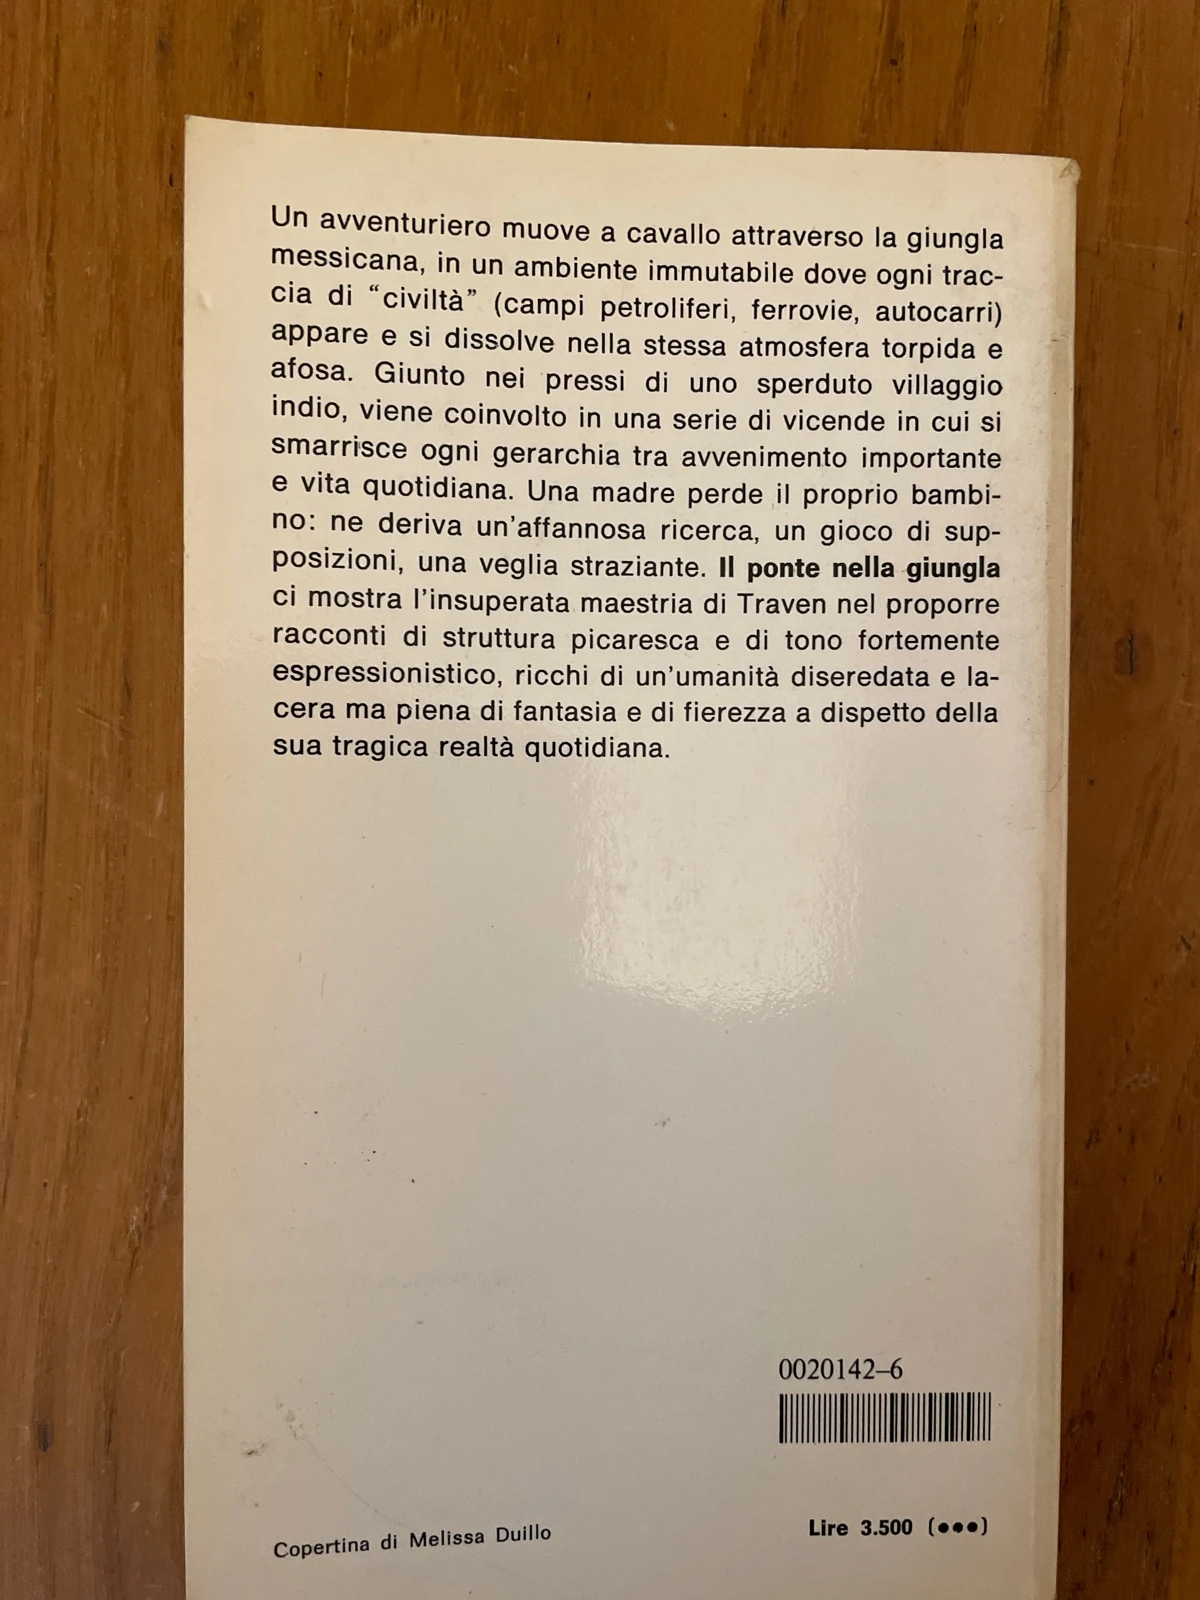 Un avventuriero muove a cavallo attraverso la giungla
messicana, in un ambiente immutabile dove ogni trac-
cia di “civiltà” (campi petroliferi, ferrovie, autocarri)
appare e si dissolve nella stessa atmosfera torpida e
afosa. Giunto nei pressi di uno sperduto villaggio
indio, viene coinvolto in una serie di vicende in cui si
smarrisce ogni gerarchia tra avvenimento importante
e vita quotidiana. Una madre perde il proprio bambi-
no: ne deriva un'affannosa ricerca, un gioco di sup-
posizioni, una veglia straziante. Il ponte nella giungla
ci mostra l'insuperata maestria di Traven nel proporre
racconti di struttura picaresca e di tono fortemente
espressionistico, ricchi di un'umanità diseredata e la-
cera ma piena di fantasia e di fierezza a dispetto della
sua tragica realtà quotidiana.
0020142–6
Copertina di Melissa Duillo
Lire 3.500 (●●●)